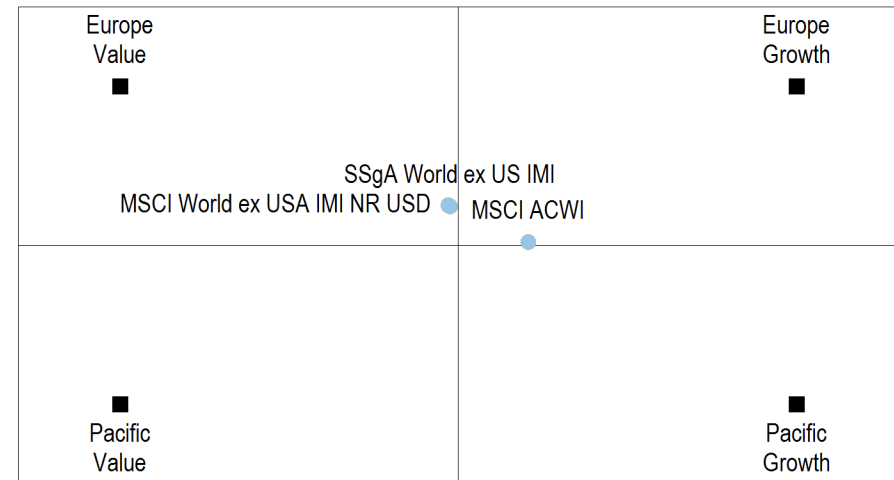 Europe
Value
Europe
Growth
SSgA World ex US IMI
MSCI World ex USA IMI NR USD
MSCI ACWI
Pacific
Value
Pacific
Growth